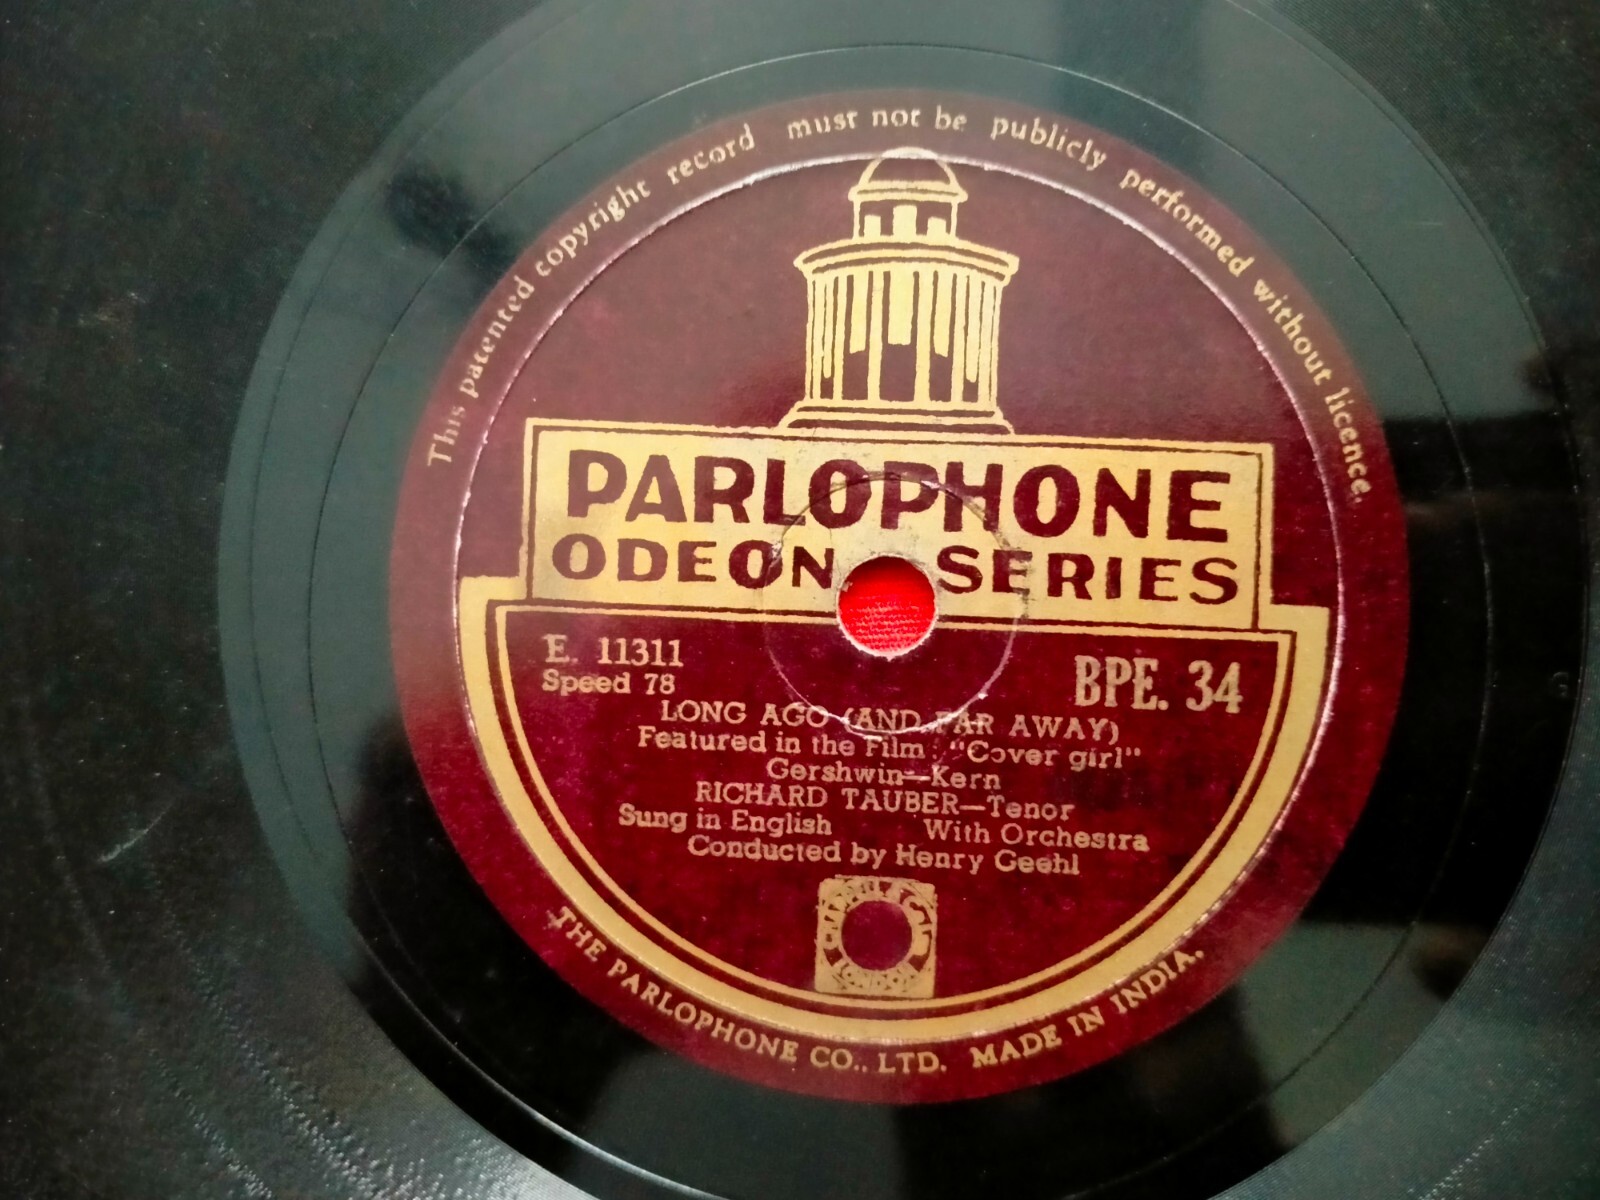 This patented copyright record must not be publicly performed without licence.
PARLOPHONE
ODEON SERIES
E. 11311
BPE. 34
Speed 78
LONG AGO (AND FAR AWAY)
Featured in the Film : "Cover girl"
Gershwin—Kern
RICHARD TAUBER—Tenor
Sung in English With Orchestra
Conducted by Henry Geehl
LONDON
THE PARLOPHONE CO., LTD. MADE IN INDIA.